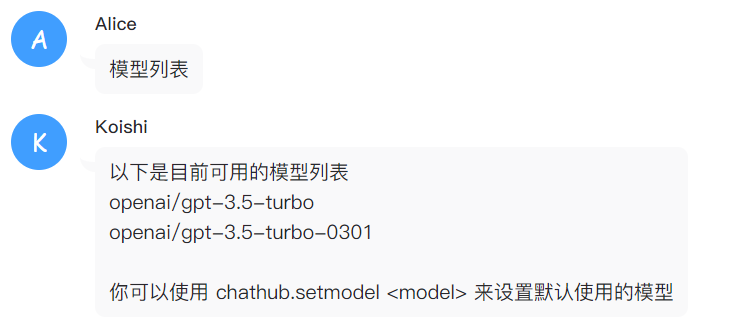 A
Alice
模型列表
K
Koishi
以下是目前可用的模型列表
openai/gpt-3.5-turbo
openai/gpt-3.5-turbo-0301
你可以使用 chathub.setmodel <model> 来设置默认使用的模型